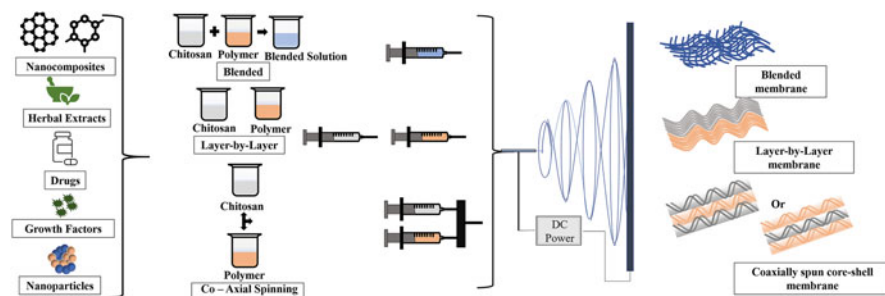 Nanocomposites
Herbal Extracts
Drugs
Growth Factors
Nanoparticles
Chitosan
Polymer
Blended Solution
Blended
Chitosan
Polymer
Layer-by-Layer
Chitosan
Polymer
Co – Axial Spinning
DC
Power
Blended
membrane
Layer-by-Layer
membrane
Or
Coaxially spun core-shell
membrane